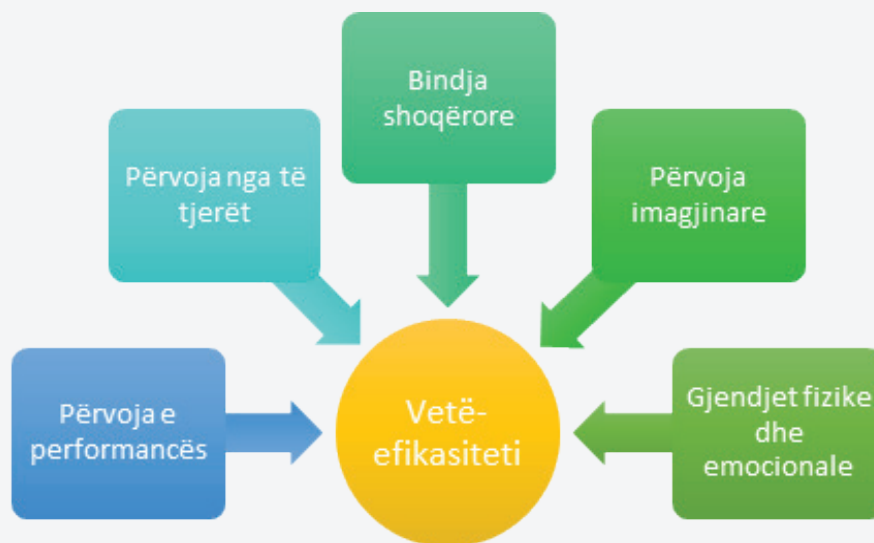 Përvoja e
performancës
Përvoja nga të
tjerët
Bindja
shoqërore
Përvoja
imagjinare
Gjendjet fizike
dhe
emocionale
Vetë-
efikasiteti